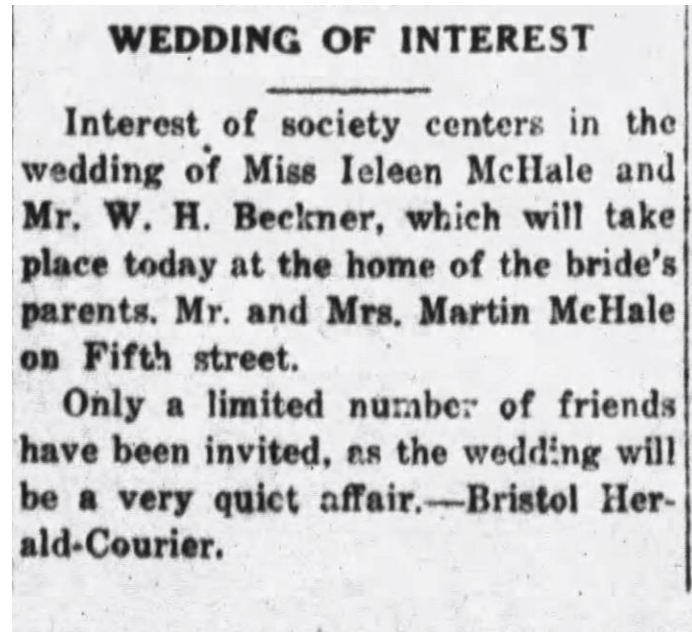 WEDDING OF INTEREST
Interest of society centers in the
wedding of Miss Ieleen McHale and
Mr. W. H. Beckner, which will take
place today at the home of the bride's
parents. Mr. and Mrs. Martin McHale
on Fifth street.
Only a limited number of friends
have been invited, as the wedding will
be a very quiet affair.—Bristol Her-
ald-Courier.